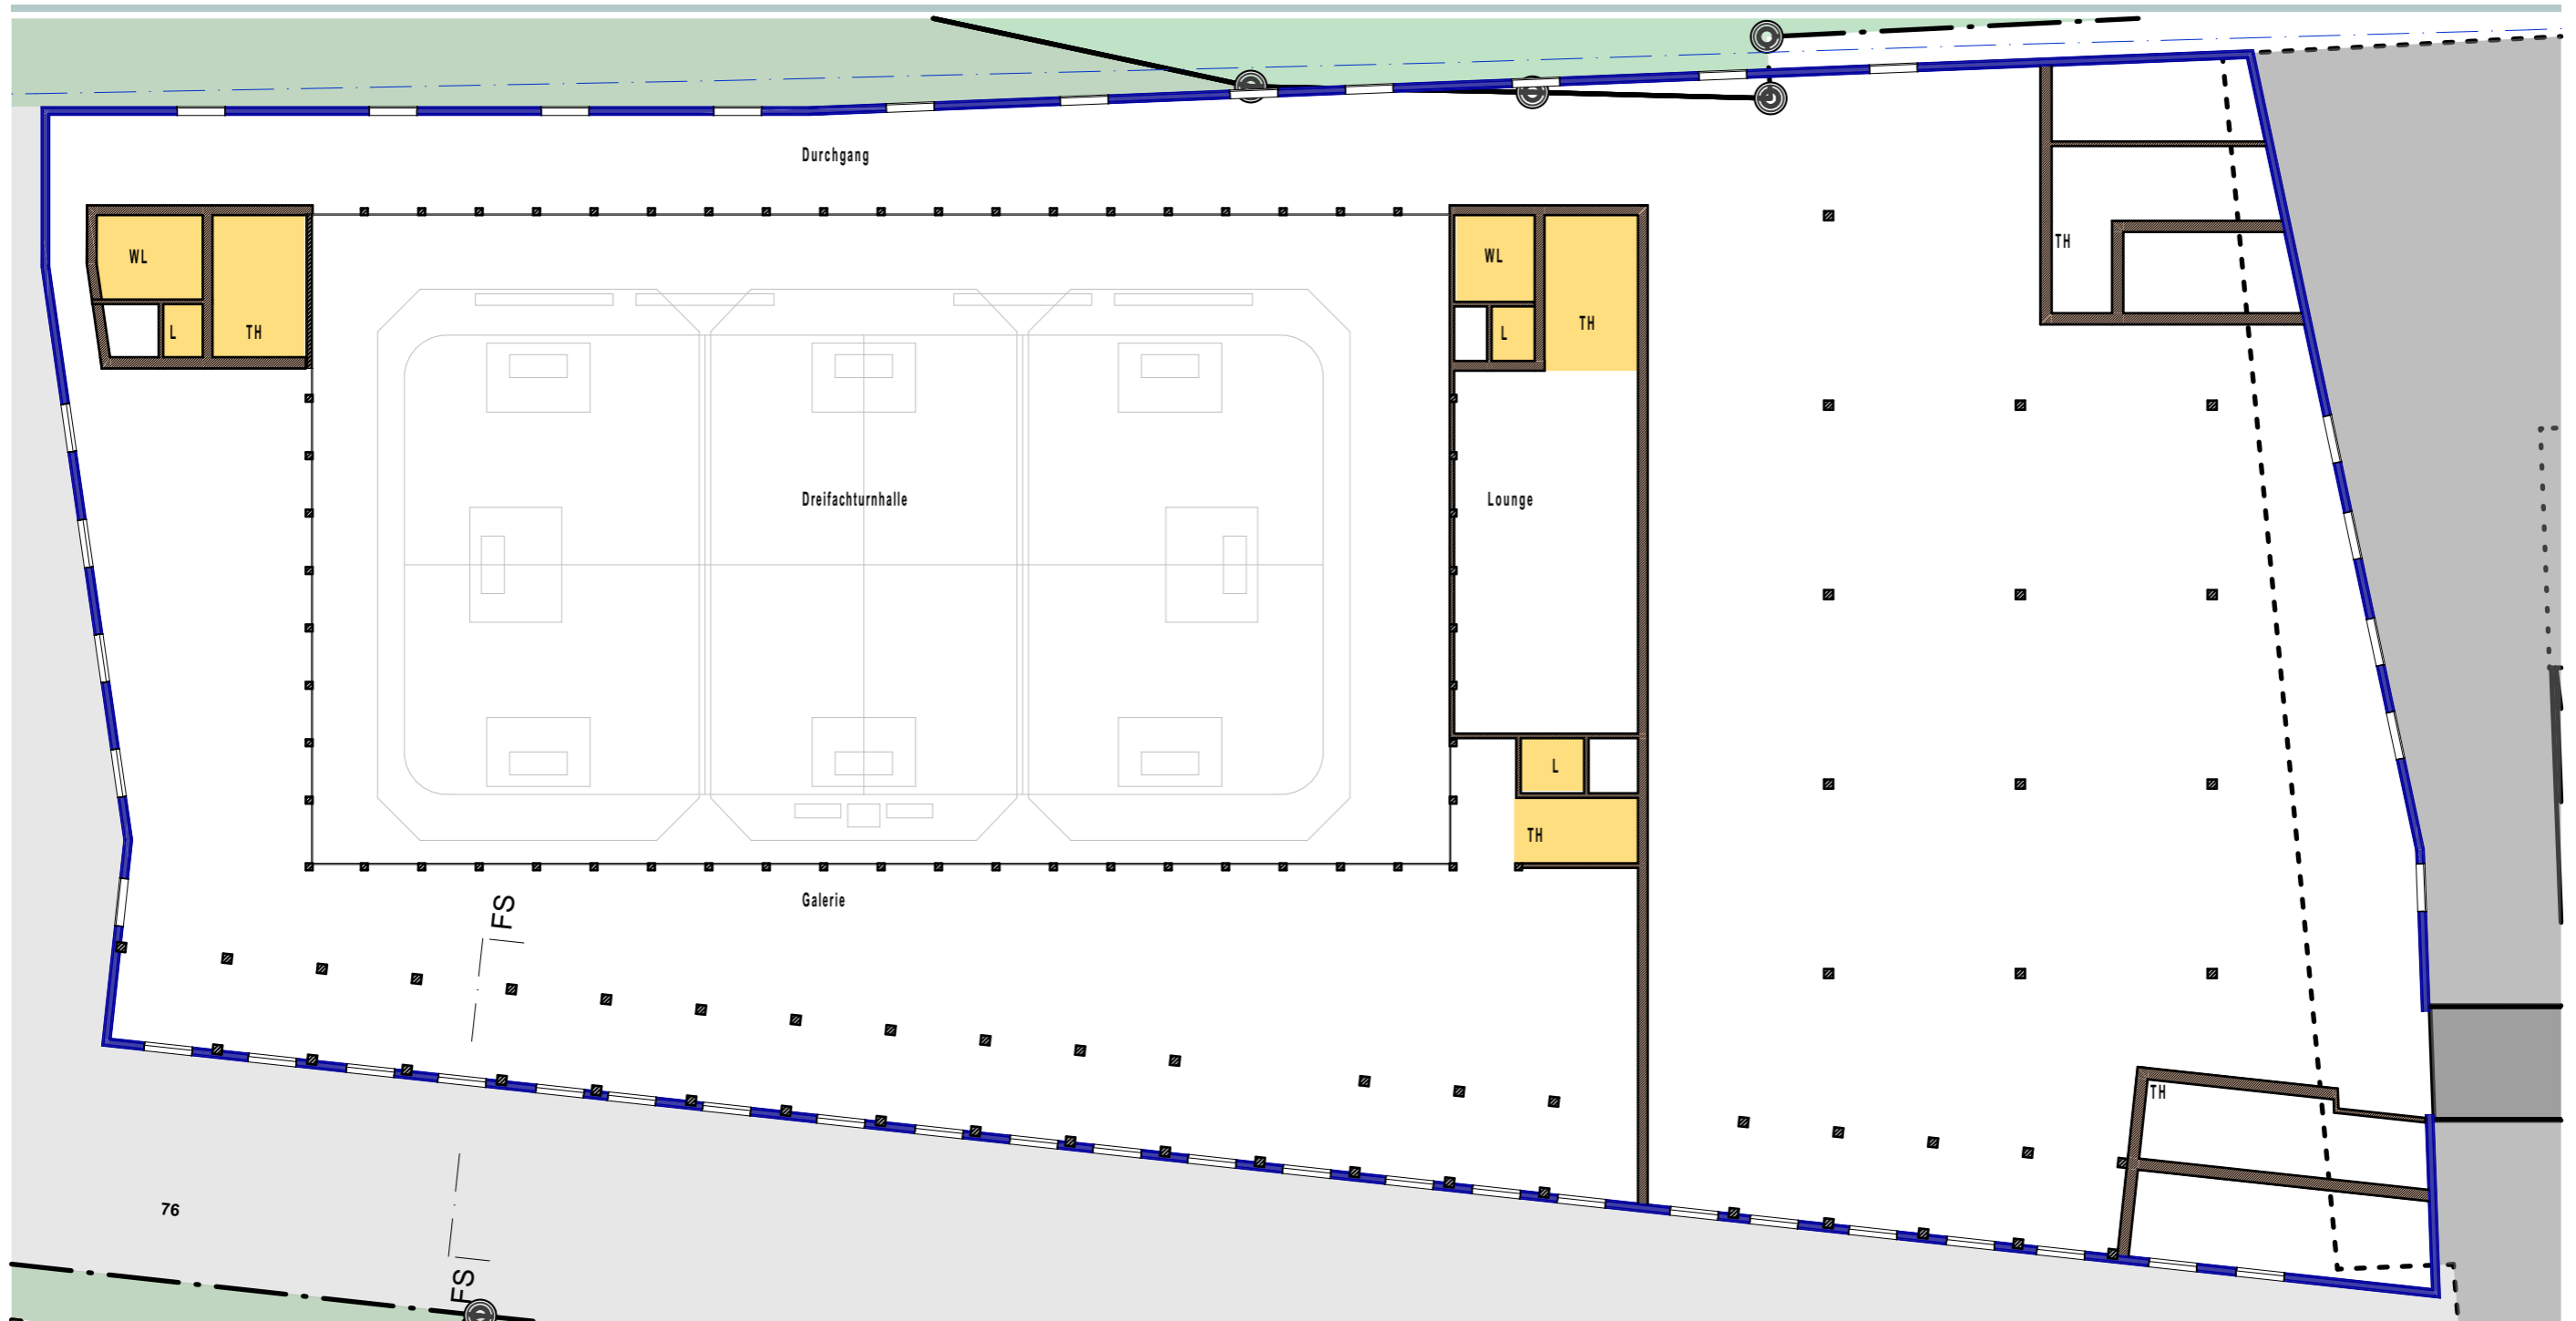 Durchgang
WL
L
TH
WL
L
TH
TH
Dreifachturnhalle
Lounge
L
TH
Galerie
FS
TH
76
FS